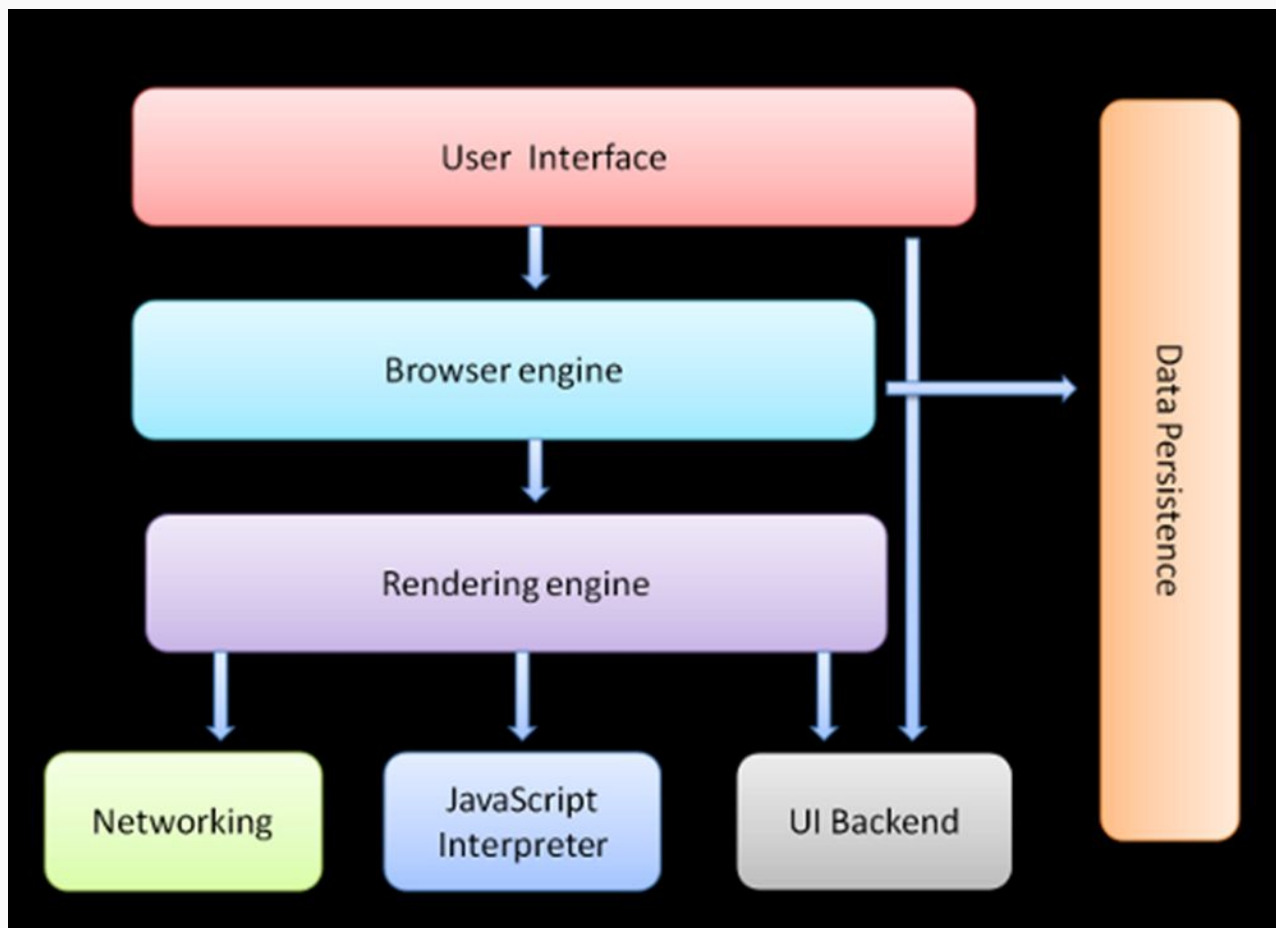 User Interface
Browser engine
Data Persistence
Rendering engine
Networking
JavaScript
Interpreter
UI Backend